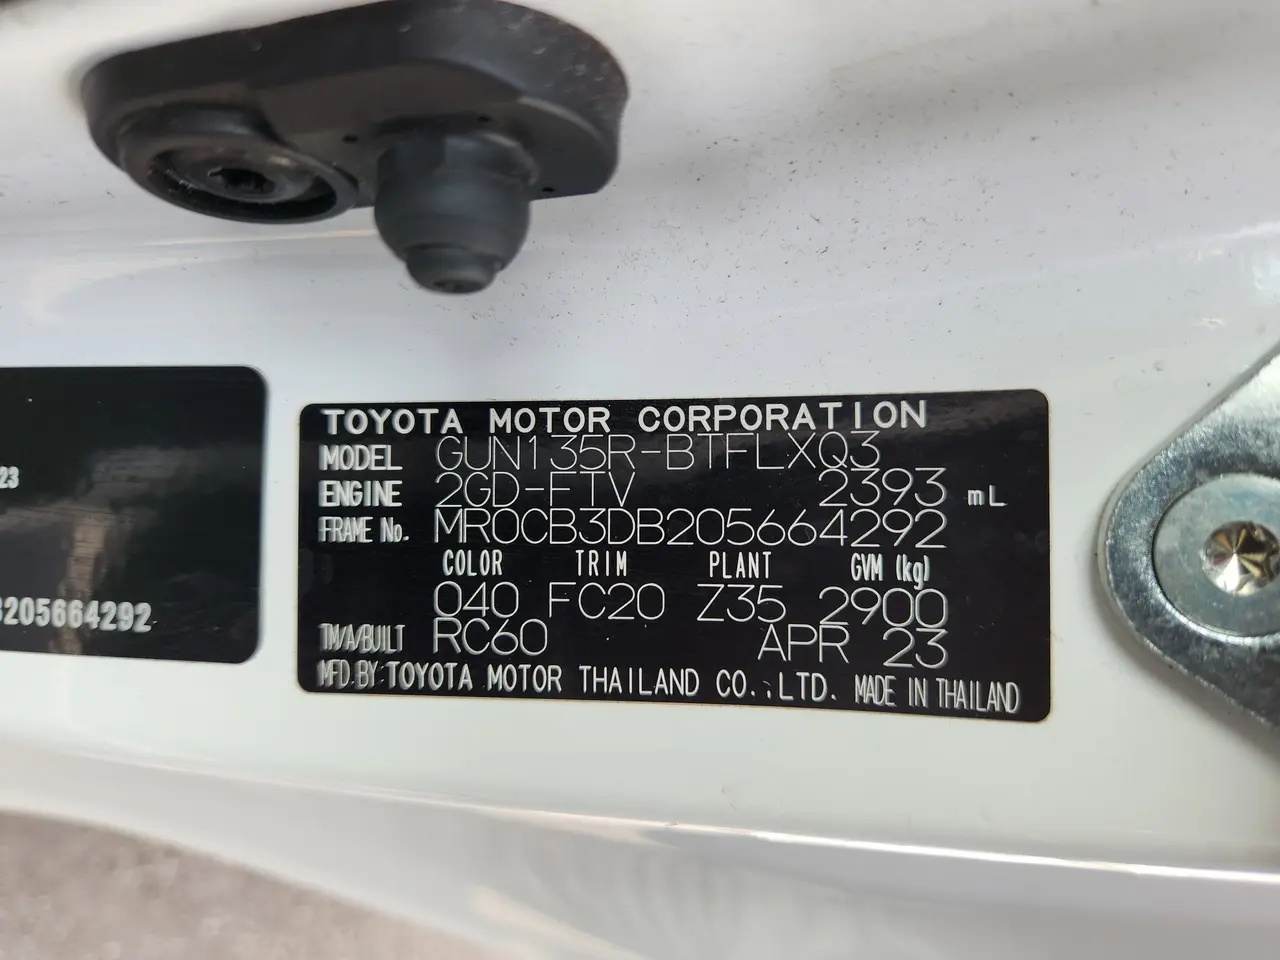 23
205664292
TOYOTA MOTOR CORPORATION
MODEL GUN135R-BTFLXQ3
ENGINE 2GD-FTV 2393 mL
FRAME No. MR0CB3DB205664292
COLOR TRIM PLANT GVM (kg)
040 FC20 Z35 2900
TM/A/BUILT RC60 APR 23
MFD.BY TOYOTA MOTOR THAILAND CO.,LTD. MADE IN THAILAND